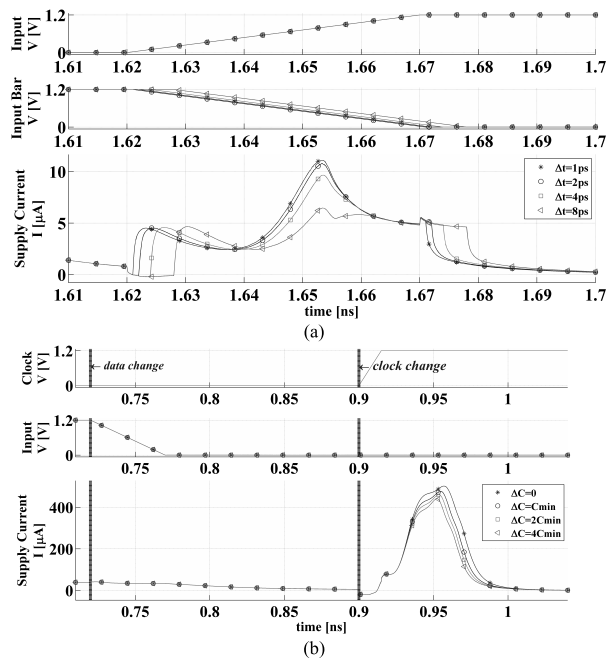 1.2
0
Input
V [V]
1.61 1.62 1.63 1.64 1.65 1.66 1.67 1.68 1.69 1.7
1.2
0
Input Bar
V [V]
1.61 1.62 1.63 1.64 1.65 1.66 1.67 1.68 1.69 1.7
10
5
0
Supply Current
I [µA]
Δt=1ps
Δt=2ps
Δt=4ps
Δt=8ps
1.61 1.62 1.63 1.64 1.65 1.66 1.67 1.68 1.69 1.7
time [ns]
(a)
1.2
0
Clock
V [V]
data change
clock change
0.75 0.8 0.85 0.9 0.95 1
1.2
0
Input
V [V]
0.75 0.8 0.85 0.9 0.95 1
400
200
0
Supply Current
I [µA]
ΔC=0
ΔC=Cmin
ΔC=2Cmin
ΔC=4Cmin
0.75 0.8 0.85 0.9 0.95 1
time [ns]
(b)